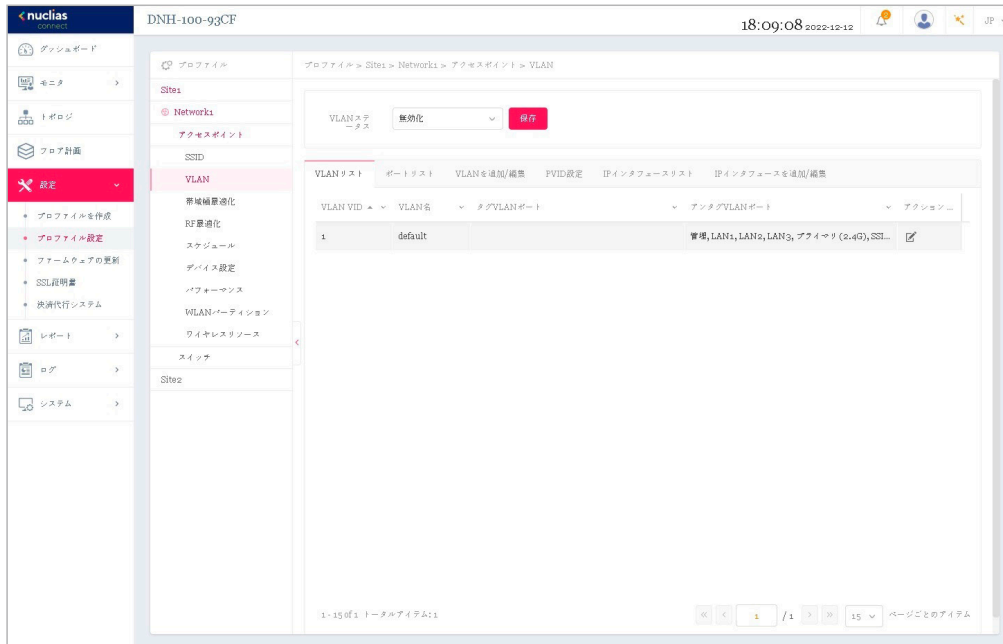 nuclias
connect
DNH-100-93CF
18:09:08 2022-12-12
2
JP
ダッシュボード
モニタ
トポロジ
フロア計画
設定
プロファイルを作成
プロファイル設定
ファームウェアの更新
SSL証明書
決済代行システム
レポート
ログ
システム
プロファイル
Site1
Network1
アクセスポイント
SSID
VLAN
帯域幅最適化
RF最適化
スケジュール
デバイス設定
パフォーマンス
WLANパーティション
ワイヤレスリソース
スイッチ
Site2
プロファイル > Site1 > Network1 > アクセスポイント > VLAN
VLANステ
ータス
無効化
保存
VLANリスト ポートリスト VLANを追加/編集 PVID設定 IPインタフェースリスト IPインタフェースを追加/編集
VLAN VID VLAN名 タグVLANポート アンタグVLANポート アクション ...
1 default 管理, LAN1, LAN2, LAN3, プライマリ (2.4G), SSI...
1 - 15 of 1 トータルアイテム: 1
« < 1 / 1 > » 15 ページごとのアイテム